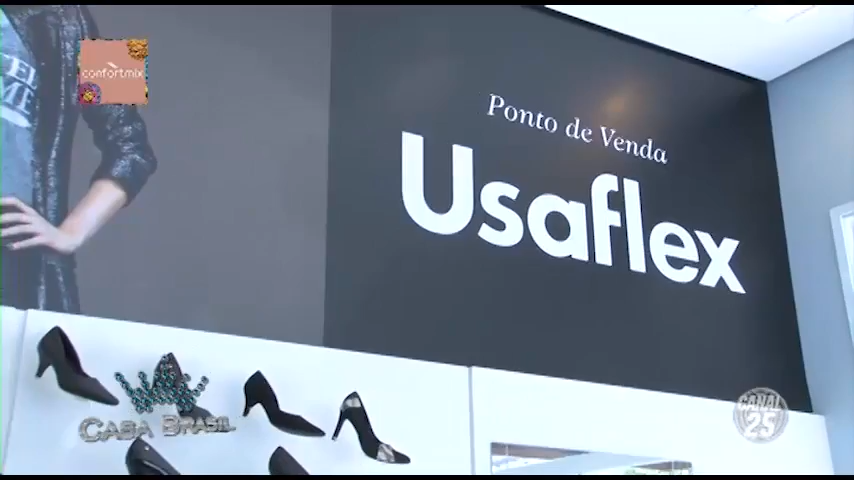 confortmix
Ponto de Venda
Usaflex
CASA BRASIL
CANAL
25